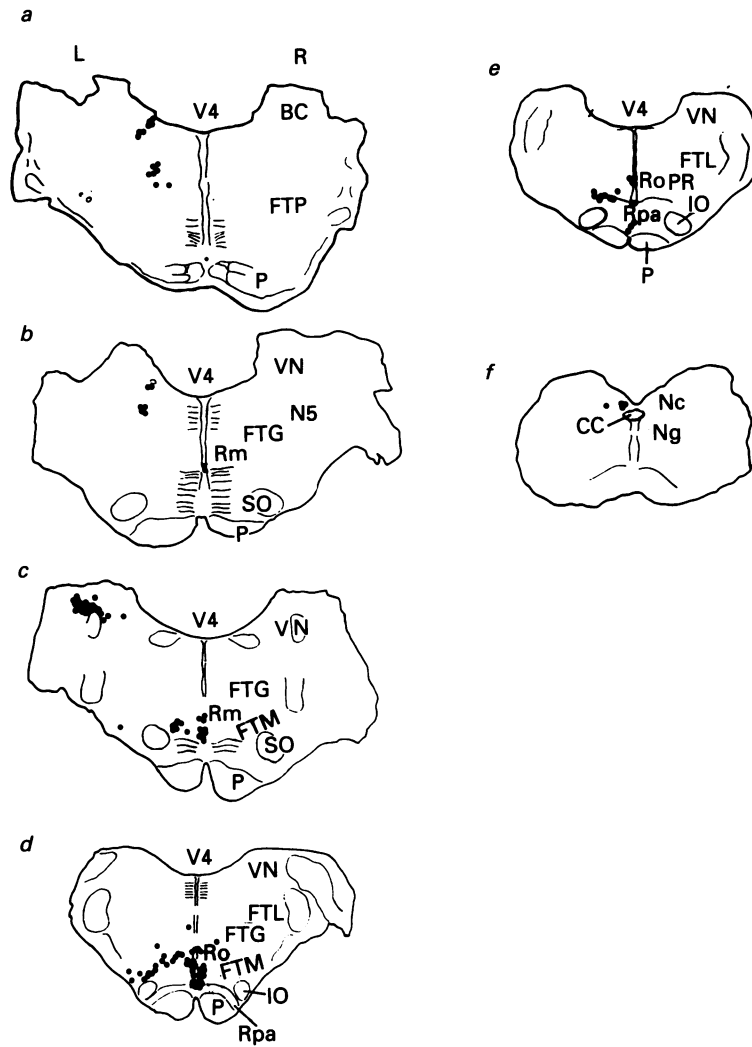 a
L R
V4 BC
FTP
P
b
V4 VN
N5
FTG
Rm
SO
P
c
V4 VN
FTG
Rm
FTM
SO
P
d
V4 VN
FTL
FTG
Ro
FTM
IO
P
Rpa
e
V4 VN
FTL
Ro PR
IO
Rpa
P
f
Nc
CC
Ng